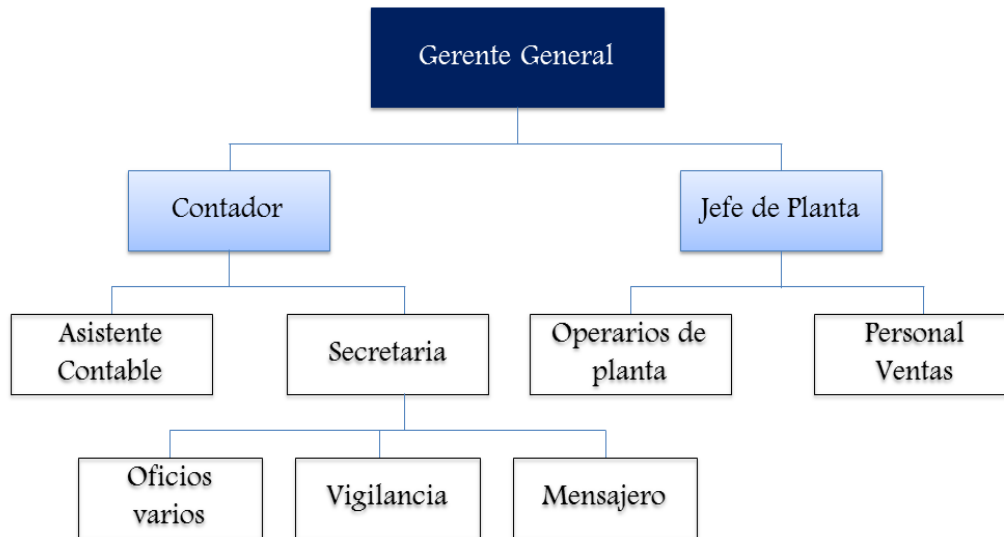 Gerente General
Contador
Jefe de Planta
Asistente
Contable
Secretaria
Operarios de
planta
Personal
Ventas
Oficios
varios
Vigilancia
Mensajero